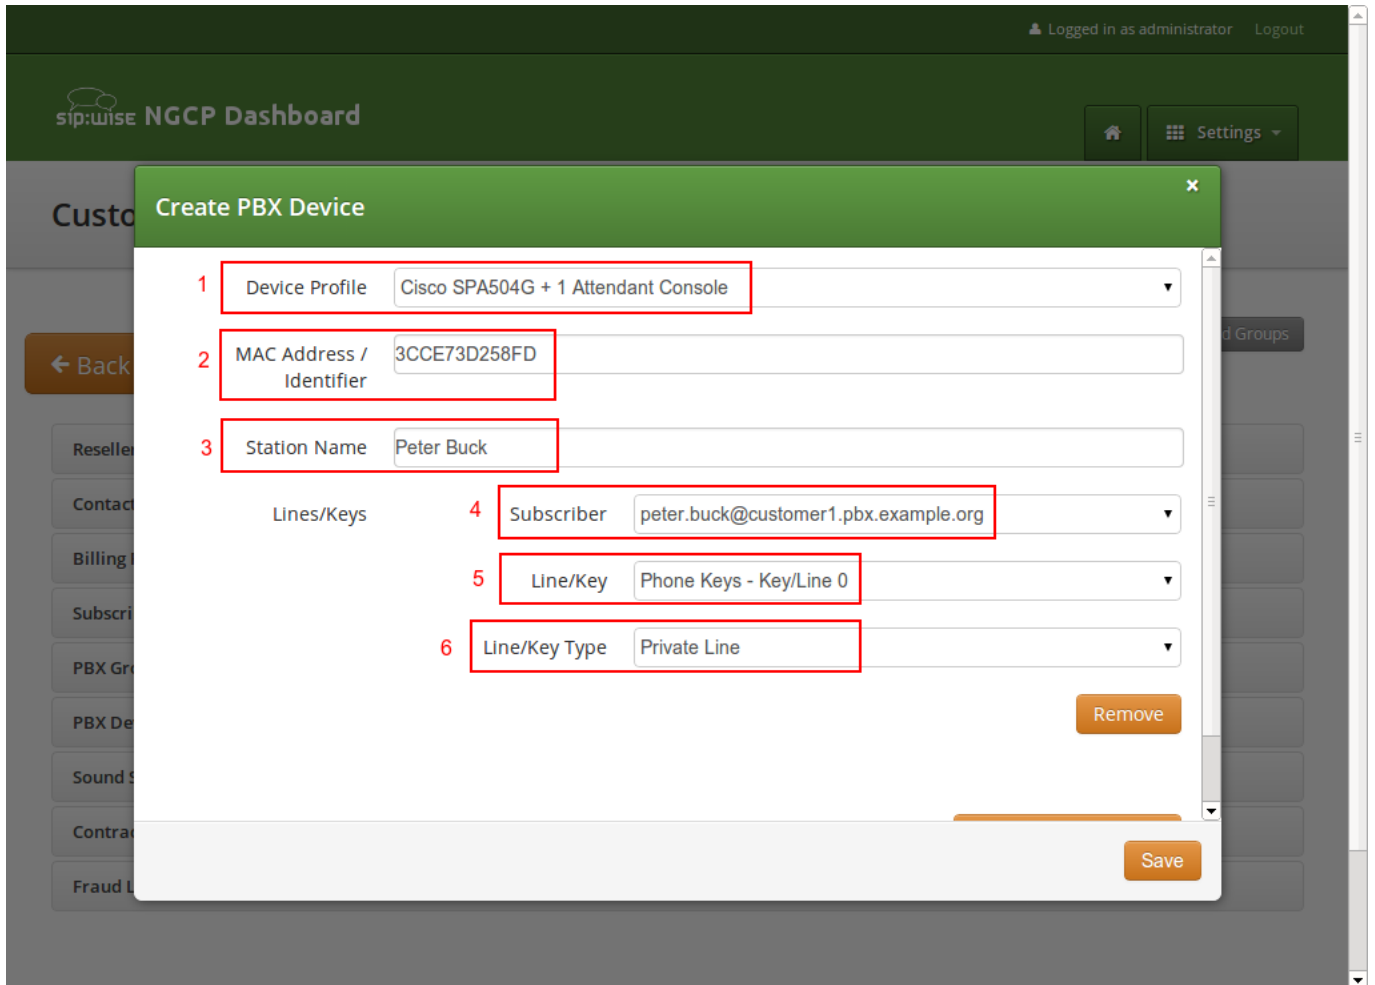 Logged in as administrator Logout
sip:wise NGCP Dashboard
Settings
Custo
Create PBX Device
×
1 Device Profile Cisco SPA504G + 1 Attendant Console
d Groups
Back
2 MAC Address / Identifier 3CCE73D258FD
3 Station Name Peter Buck
Reseller
Lines/Keys 4 Subscriber peter.buck@customer1.pbx.example.org
Contact
Billing
5 Line/Key Phone Keys - Key/Line 0
Subscri
6 Line/Key Type Private Line
PBX Gro
Remove
PBX De
Sound S
Contrac
Save
Fraud L